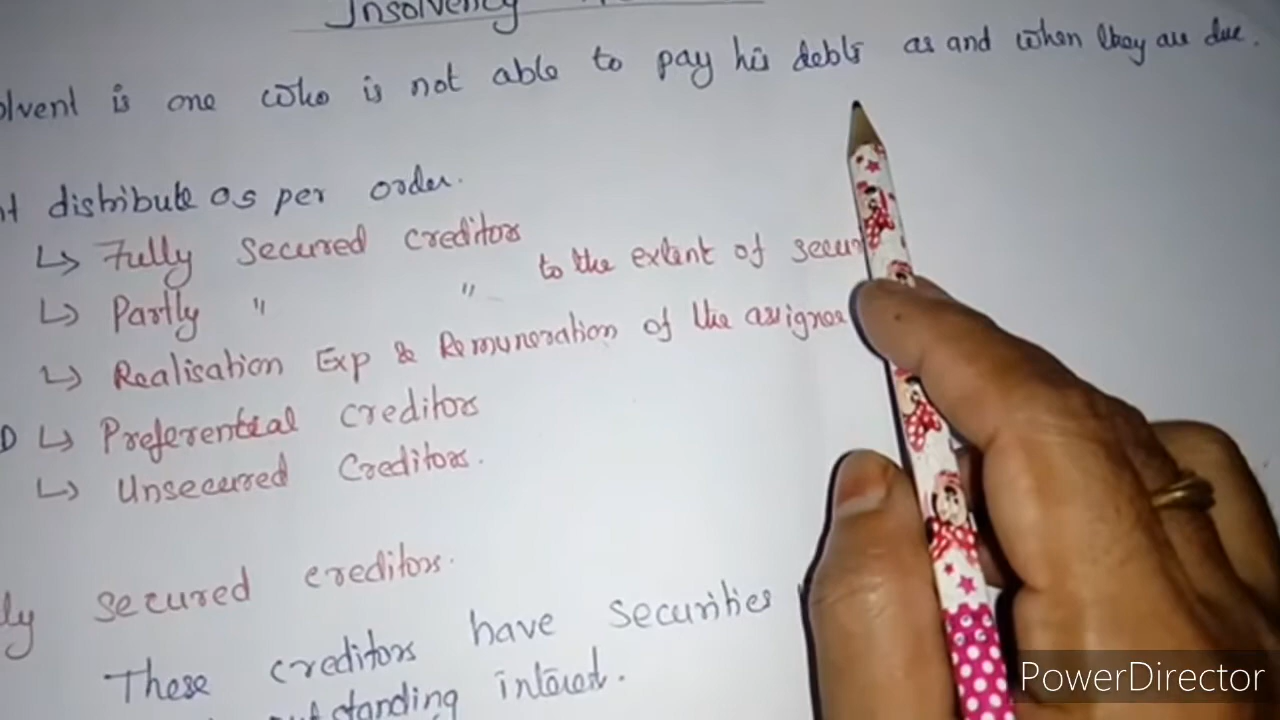 Insolvency
solvent is one who is not able to pay his debts as and when they are due.
distribute as per order.
↳ Fully secured creditors
↳ Partly " " to the extent of secur
↳ Realisation Exp & Remuneration of the assignee
↳ Preferential creditors
↳ Unsecured Creditors.
ly secured creditors.
These creditors have securities
outstanding interest.
PowerDirector